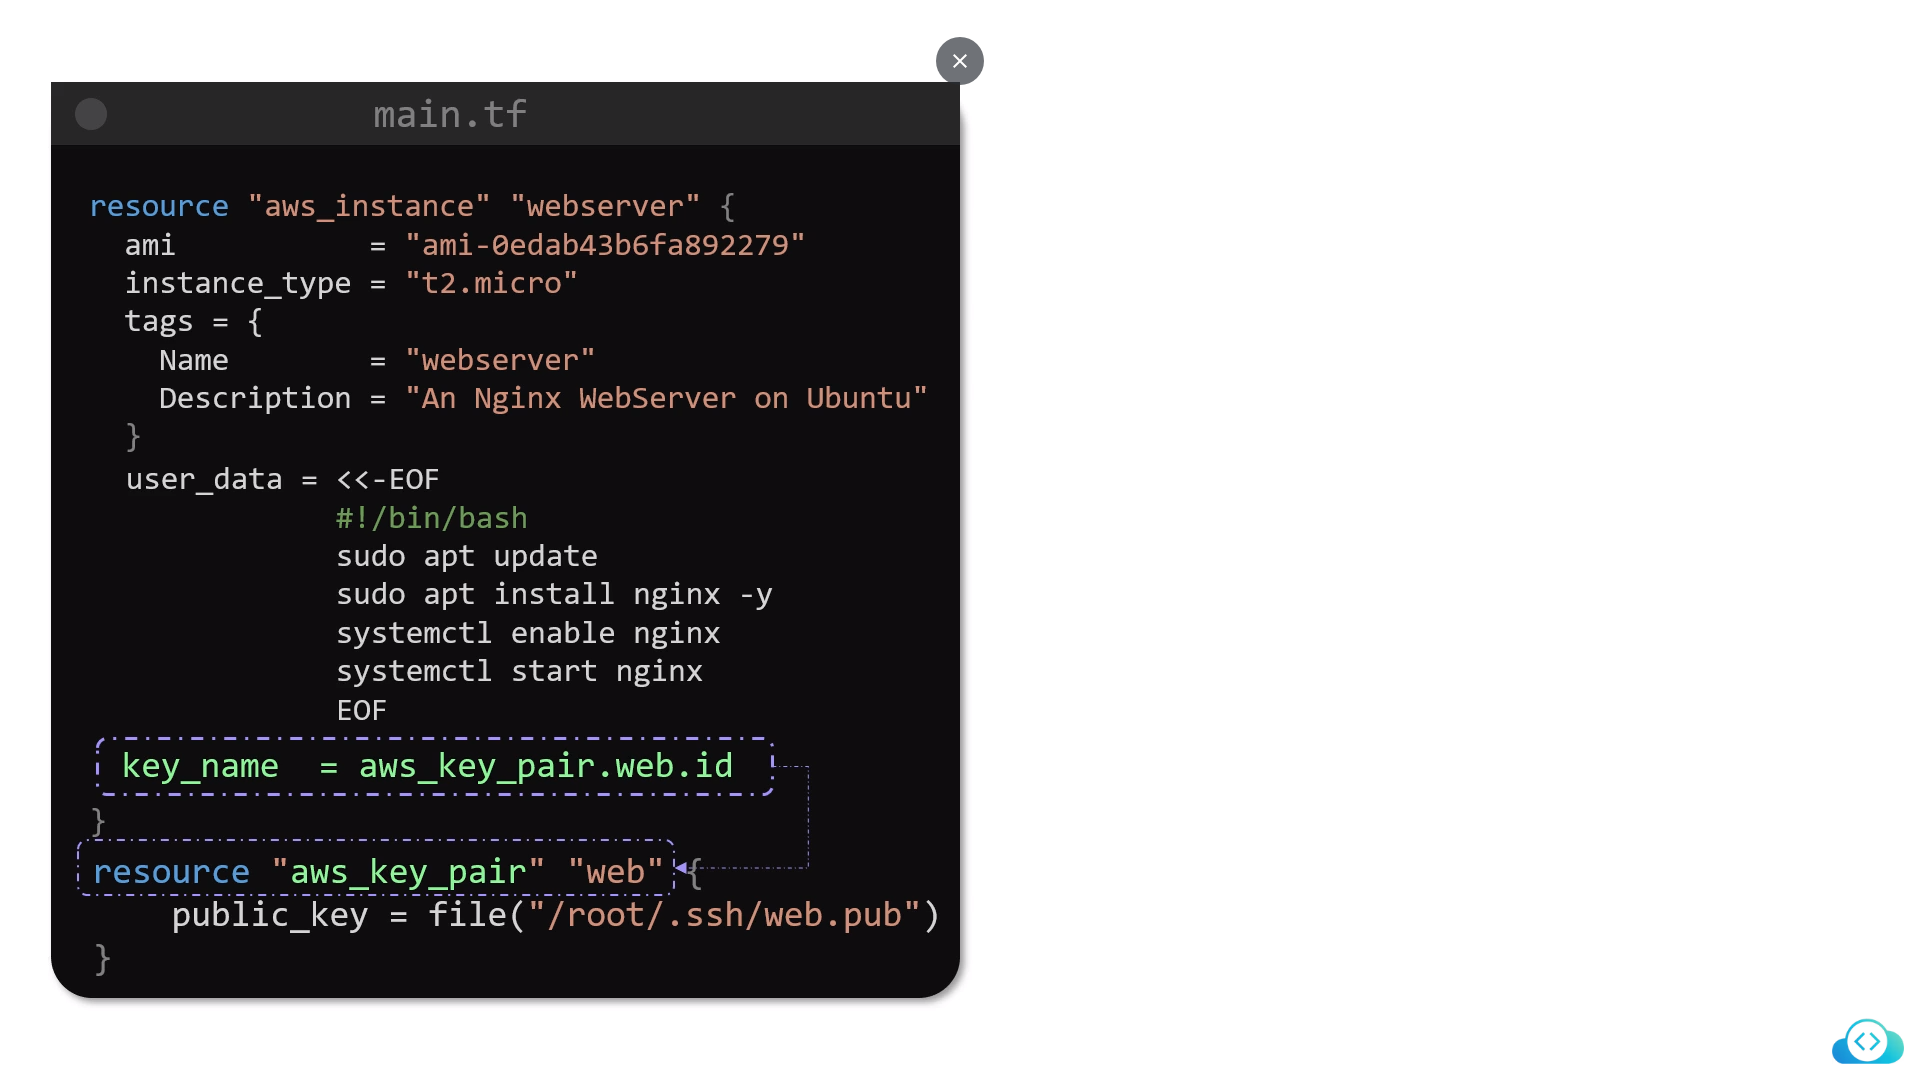 main.tf
resource "aws_instance" "webserver" {
  ami           = "ami-0edab43b6fa892279"
  instance_type = "t2.micro"
  tags = {
    Name        = "webserver"
    Description = "An Nginx WebServer on Ubuntu"
  }
  user_data = <<-EOF
              #!/bin/bash
              sudo apt update
              sudo apt install nginx -y
              systemctl enable nginx
              systemctl start nginx
              EOF
  key_name  = aws_key_pair.web.id
}
resource "aws_key_pair" "web" {
    public_key = file("/root/.ssh/web.pub")
}